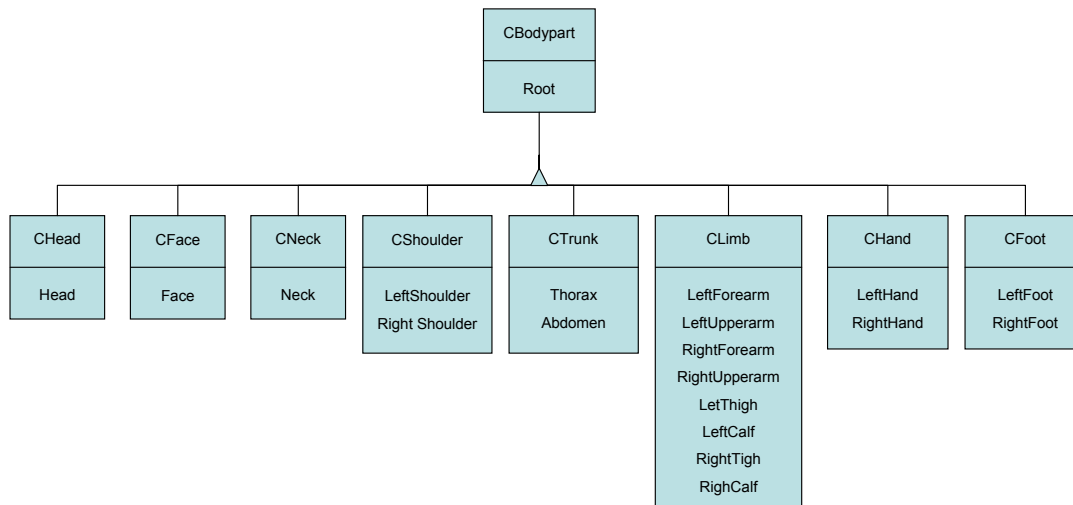 CBodypart
Root
CHead
Head
CFace
Face
CNeck
Neck
CShoulder
LeftShoulder
Right Shoulder
CTrunk
Thorax
Abdomen
CLimb
LeftForearm
LeftUpperarm
RightForearm
RightUpperarm
LetThigh
LeftCalf
RightTigh
RighCalf
CHand
LeftHand
RightHand
CFoot
LeftFoot
RightFoot